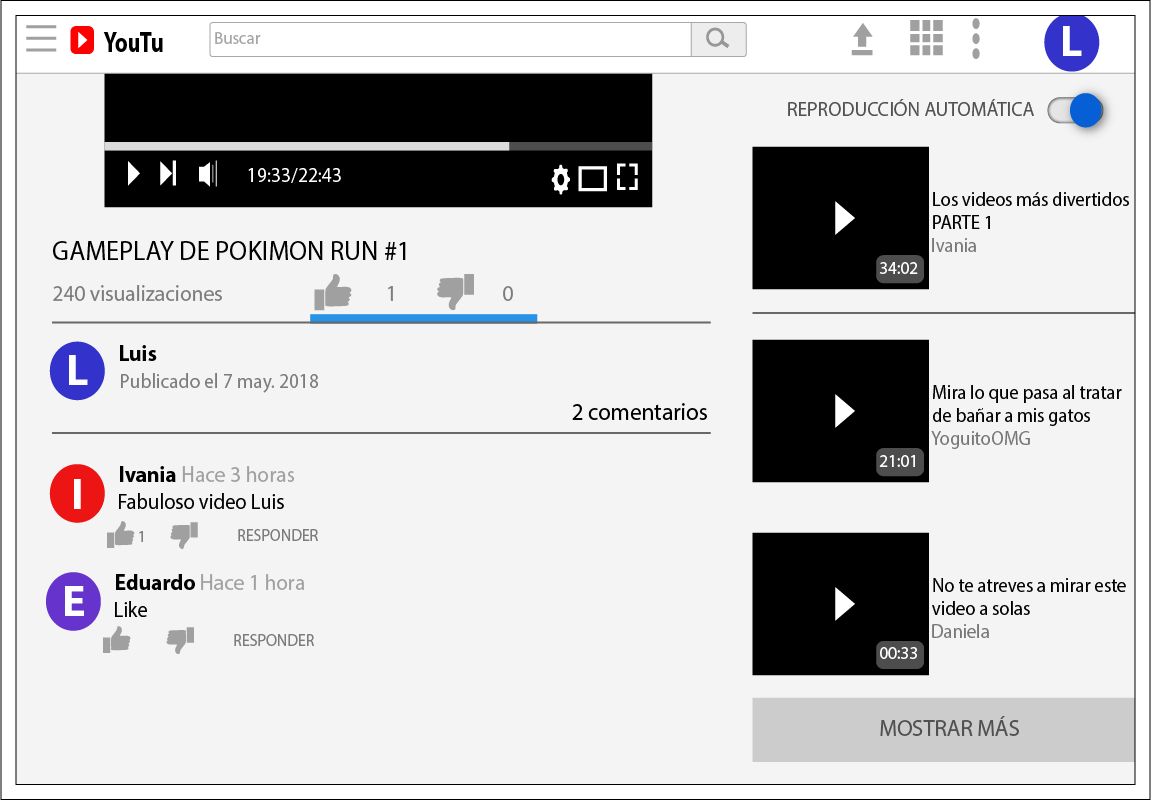 YouTu
Buscar
L
19:33/22:43
GAMEPLAY DE POKIMON RUN #1
240 visualizaciones
1
0
L
Luis
Publicado el 7 may. 2018
2 comentarios
I
Ivania Hace 3 horas
Fabuloso video Luis
1
RESPONDER
E
Eduardo Hace 1 hora
Like
RESPONDER
REPRODUCCIÓN AUTOMÁTICA
34:02
Los videos más divertidos
PARTE 1
Ivania
21:01
Mira lo que pasa al tratar
de bañar a mis gatos
YoguitoOMG
00:33
No te atreves a mirar este
video a solas
Daniela
MOSTRAR MÁS